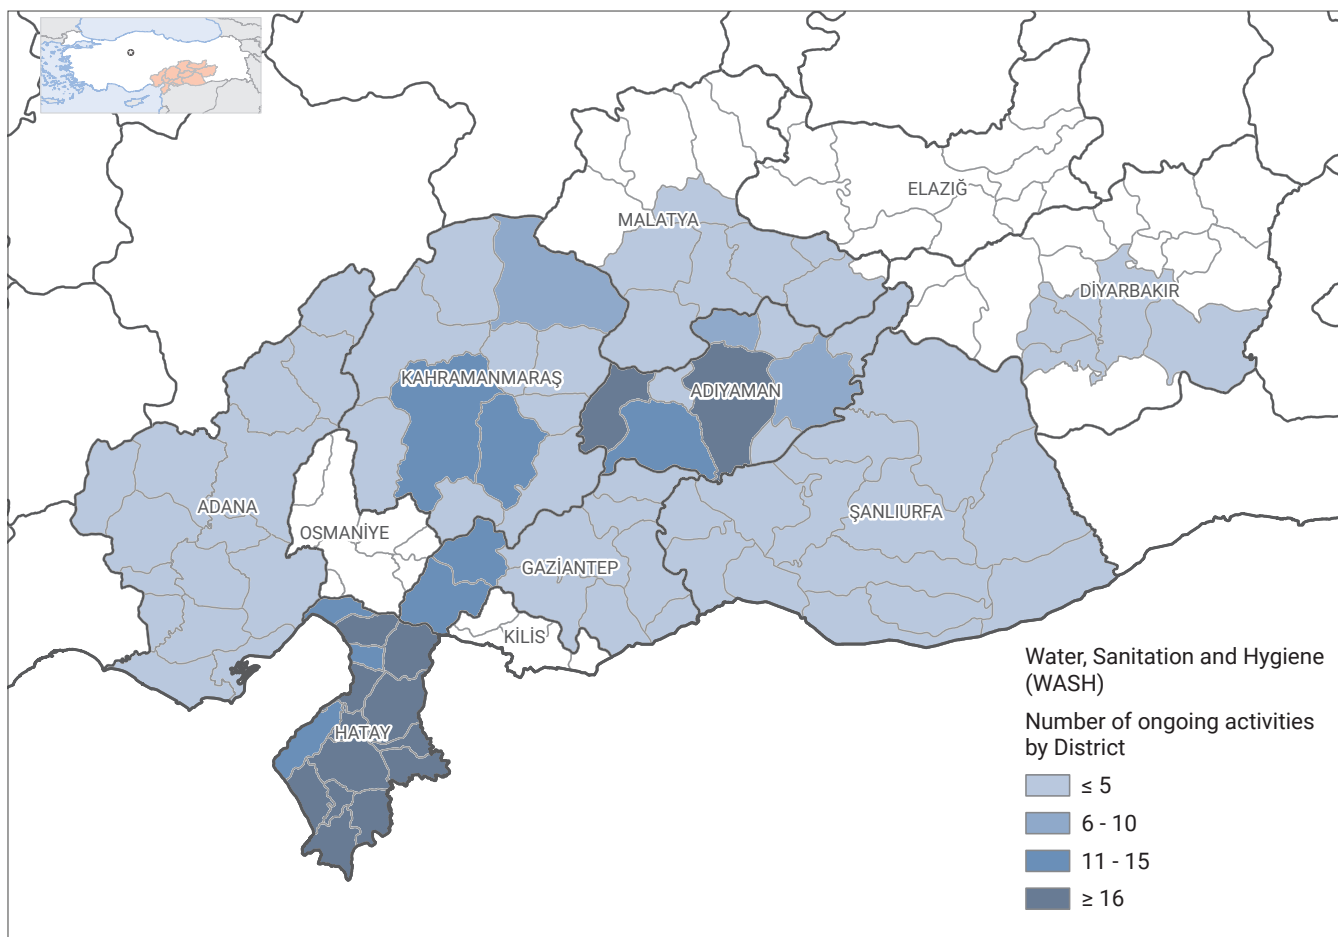 ELAZIĞ
MALATYA
DİYARBAKIR
KAHRAMANMARAŞ
ADIYAMAN
ADANA
OSMANİYE
ŞANLIURFA
GAZİANTEP
KİLİS
HATAY
Water, Sanitation and Hygiene
(WASH)
Number of ongoing activities
by District
≤ 5
6 - 10
11 - 15
≥ 16